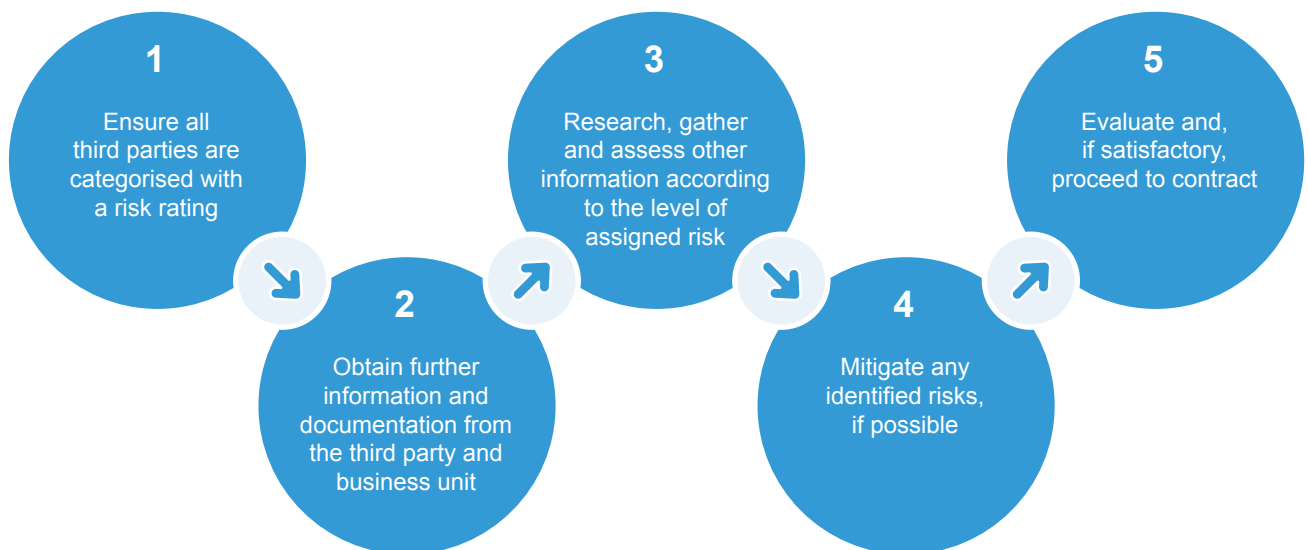 1
Ensure all
third parties are
categorised with
a risk rating
2
Obtain further
information and
documentation from
the third party and
business unit
3
Research, gather
and assess other
information according
to the level of
assigned risk
4
Mitigate any
identified risks,
if possible
5
Evaluate and,
if satisfactory,
proceed to contract